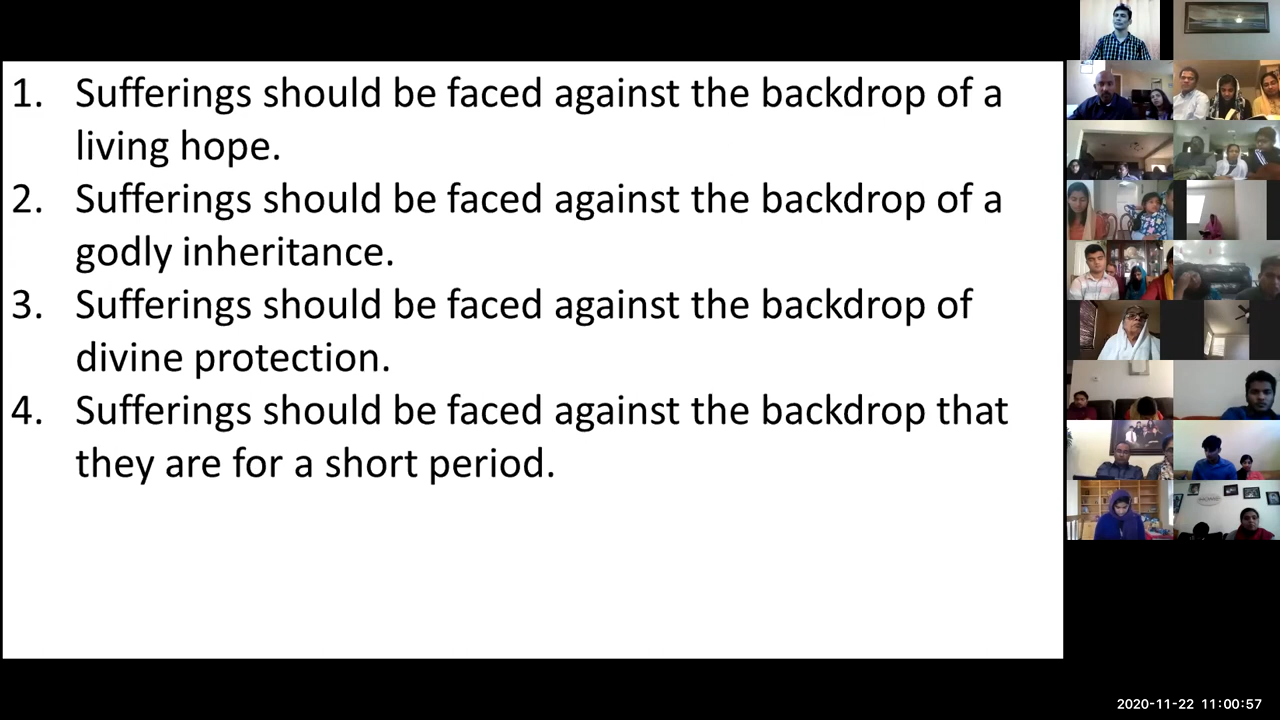 1. Sufferings should be faced against the backdrop of a
living hope.
2. Sufferings should be faced against the backdrop of a
godly inheritance.
3. Sufferings should be faced against the backdrop of
divine protection.
4. Sufferings should be faced against the backdrop that
they are for a short period.
2020-11-22 11:00:57